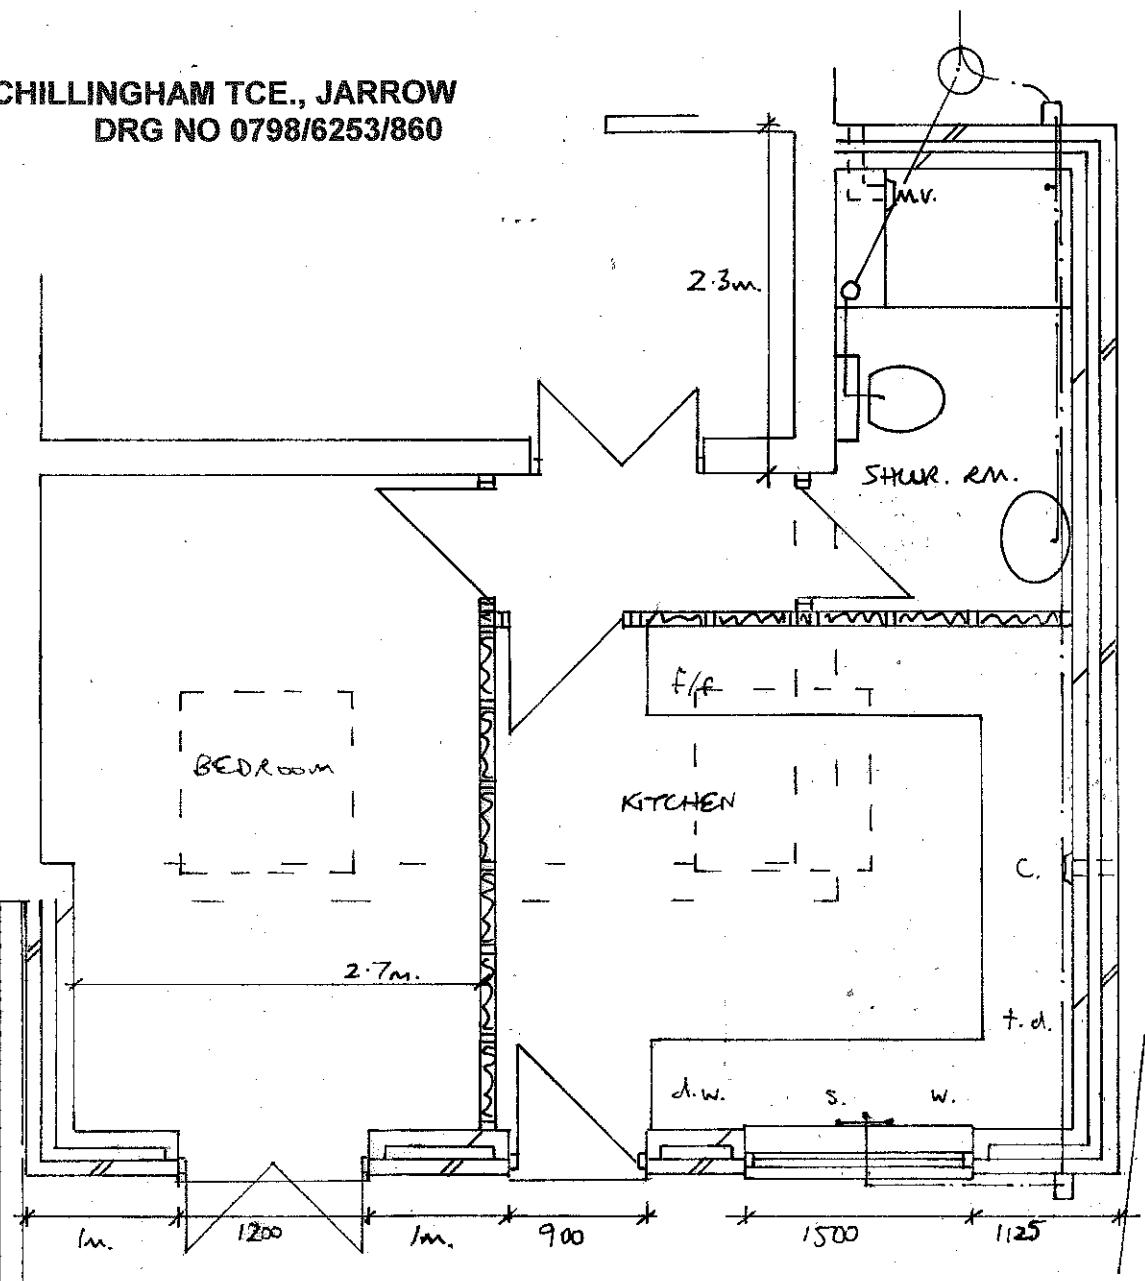 CHILLINGHAM TCE., JARROW
DRG NO 0798/6253/860
M.V.
2.3m.
SHWR. RM.
f/f
BEDROOM
KITCHEN
C.
2.7m.
t.d.
d.w. s. w.
1m. 1200 1m. 900 1500 1125